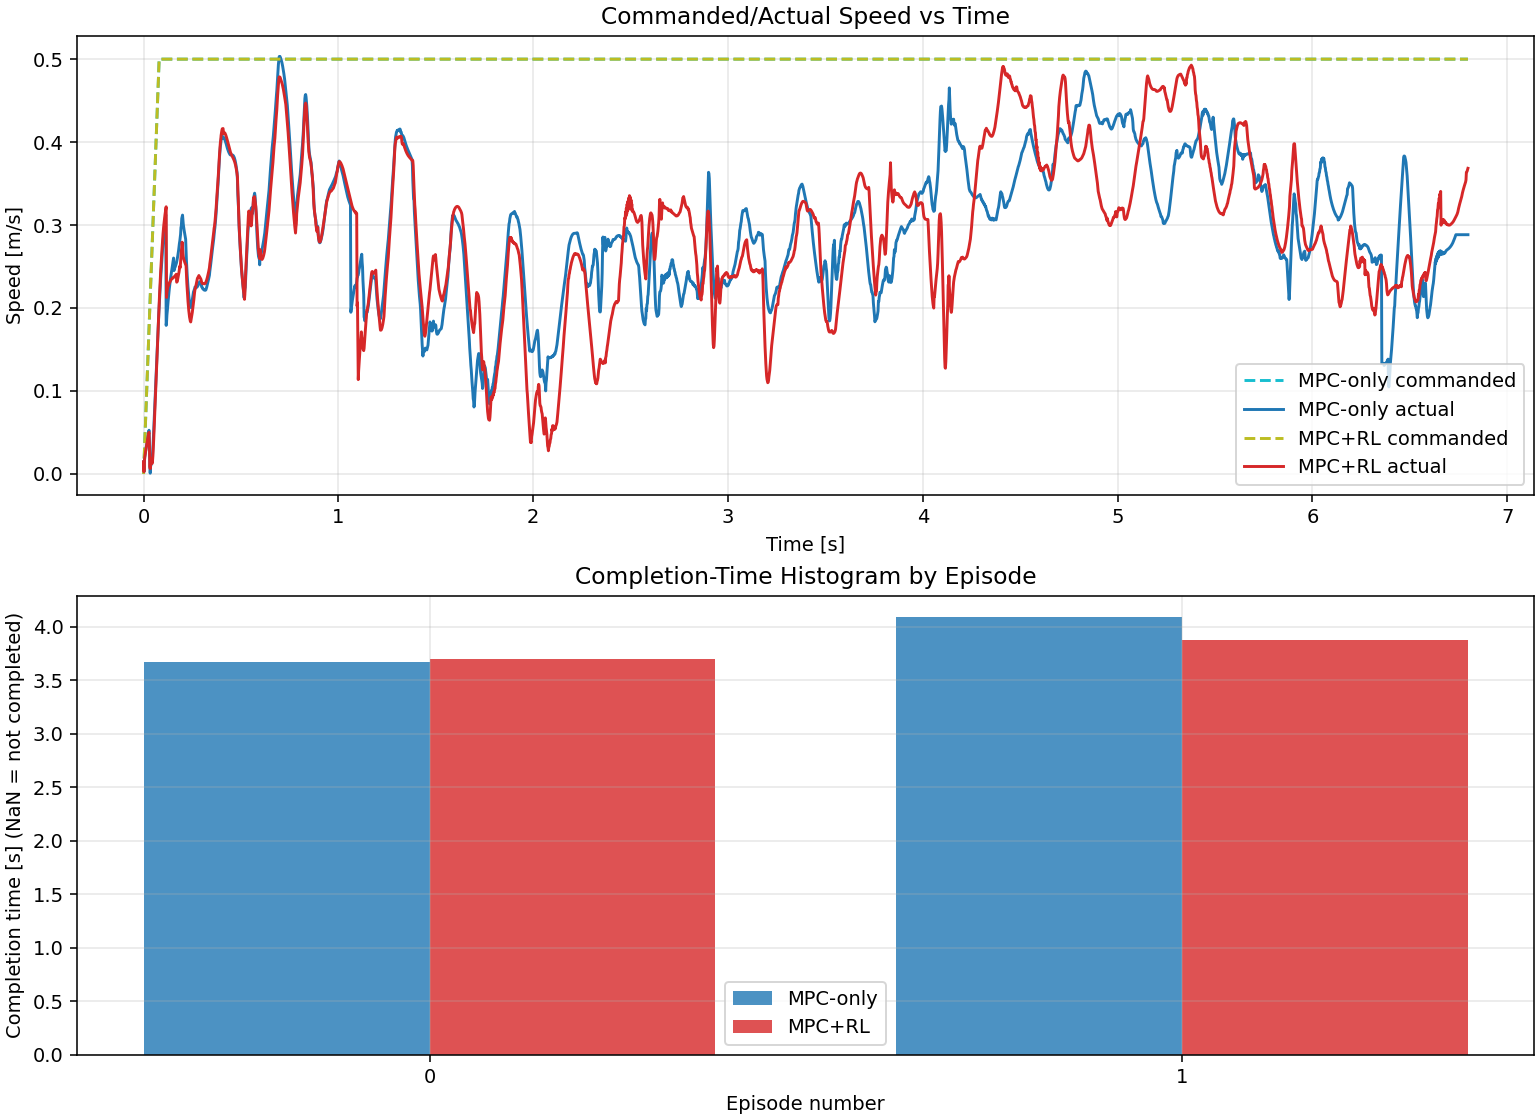 Commanded/Actual Speed vs Time
Speed [m/s]
0.5
0.4
0.3
0.2
0.1
0.0
MPC-only commanded
MPC-only actual
MPC+RL commanded
MPC+RL actual
0 1 2 3 4 5 6 7
Time [s]
Completion-Time Histogram by Episode
Completion time [s] (NaN = not completed)
4.0
3.5
3.0
2.5
2.0
1.5
1.0
0.5
0.0
MPC-only
MPC+RL
0 1
Episode number